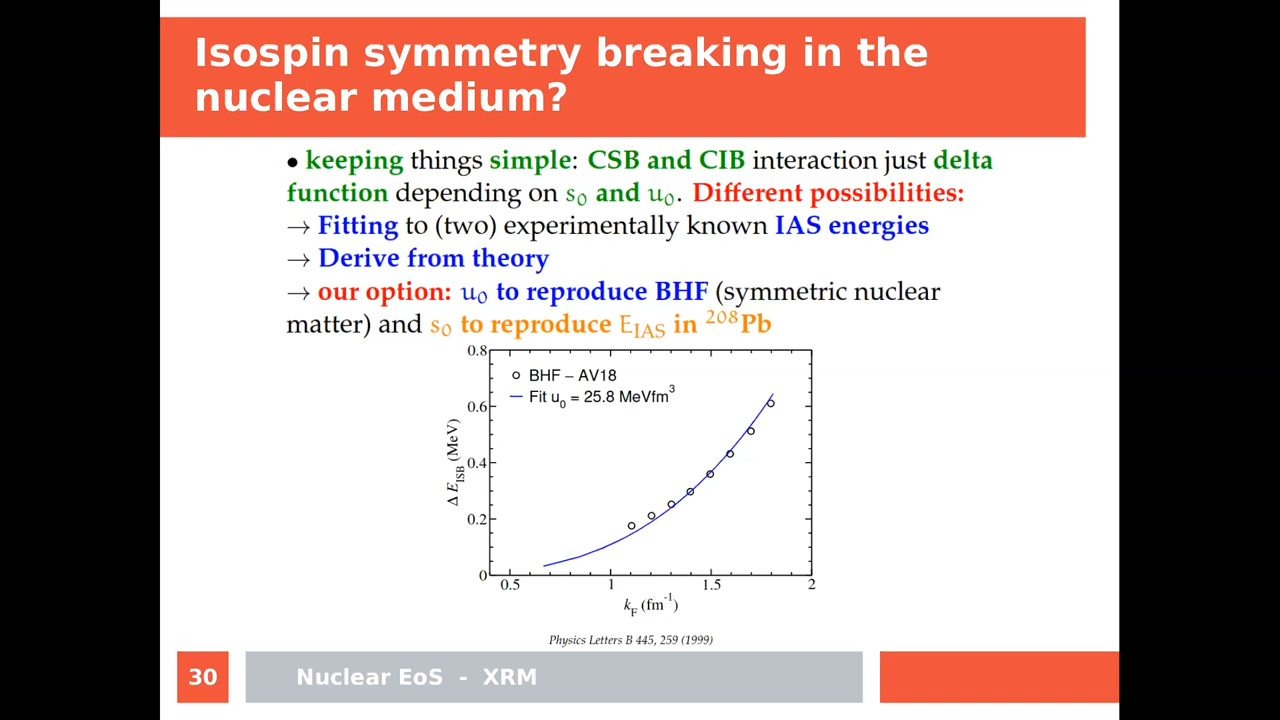 Isospin symmetry breaking in the
nuclear medium?
• keeping things simple: CSB and CIB interaction just delta
function depending on s₀ and u₀. Different possibilities:
→ Fitting to (two) experimentally known IAS energies
→ Derive from theory
→ our option: u₀ to reproduce BHF (symmetric nuclear
matter) and s₀ to reproduce E_IAS in ²⁰⁸Pb
0.8
0.6
0.4
0.2
0
Δ E_ISB (MeV)
BHF – AV18
Fit u₀ = 25.8 MeVfm³
0.5 1 1.5 2
k_F (fm⁻¹)
Physics Letters B 445, 259 (1999)
30
Nuclear EoS - XRM